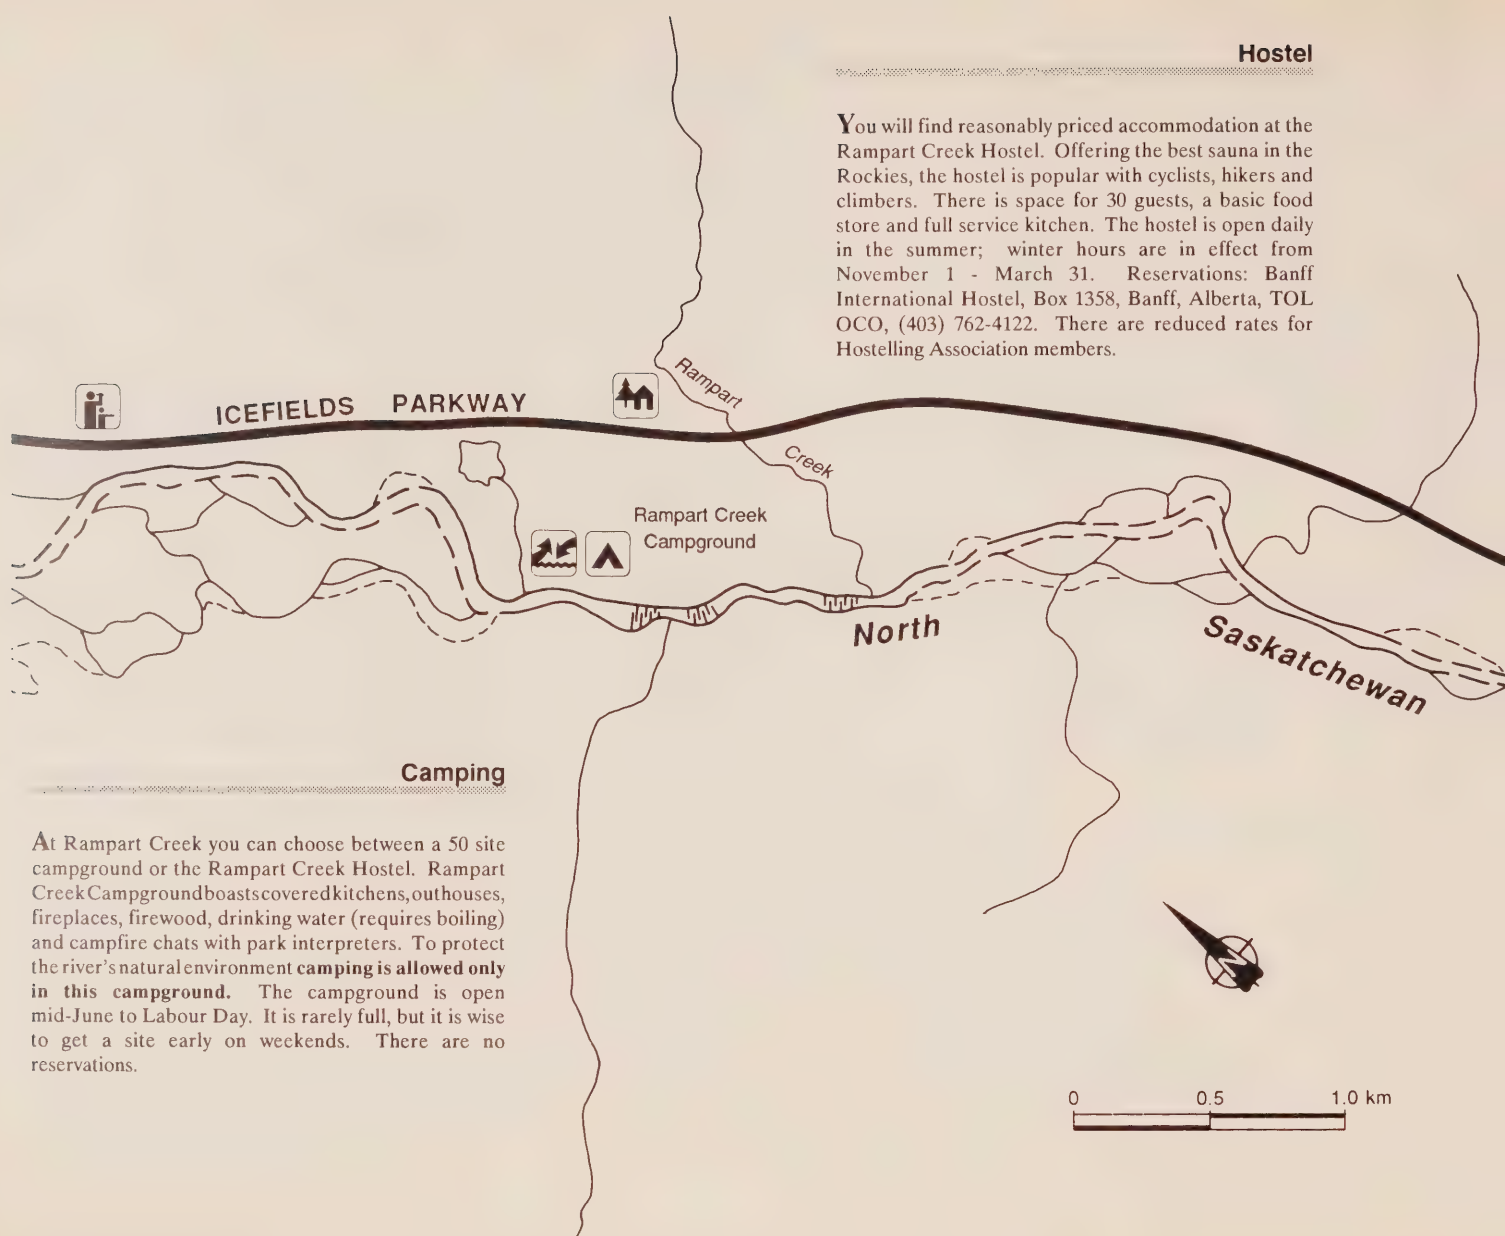 Hostel
You will find reasonably priced accommodation at the
Rampart Creek Hostel. Offering the best sauna in the
Rockies, the hostel is popular with cyclists, hikers and
climbers. There is space for 30 guests, a basic food
store and full service kitchen. The hostel is open daily
in the summer; winter hours are in effect from
November 1 - March 31. Reservations: Banff
International Hostel, Box 1358, Banff, Alberta, TOL
OCO, (403) 762-4122. There are reduced rates for
Hostelling Association members.
ICEFIELDS PARKWAY
Rampart
Creek
Rampart Creek
Campground
North
Saskatchewan
Camping
At Rampart Creek you can choose between a 50 site
campground or the Rampart Creek Hostel. Rampart
Creek Campground boasts covered kitchens, outhouses,
fireplaces, firewood, drinking water (requires boiling)
and campfire chats with park interpreters. To protect
the river's natural environment camping is allowed only
in this campground. The campground is open
mid-June to Labour Day. It is rarely full, but it is wise
to get a site early on weekends. There are no
reservations.
N
0 0.5 1.0 km